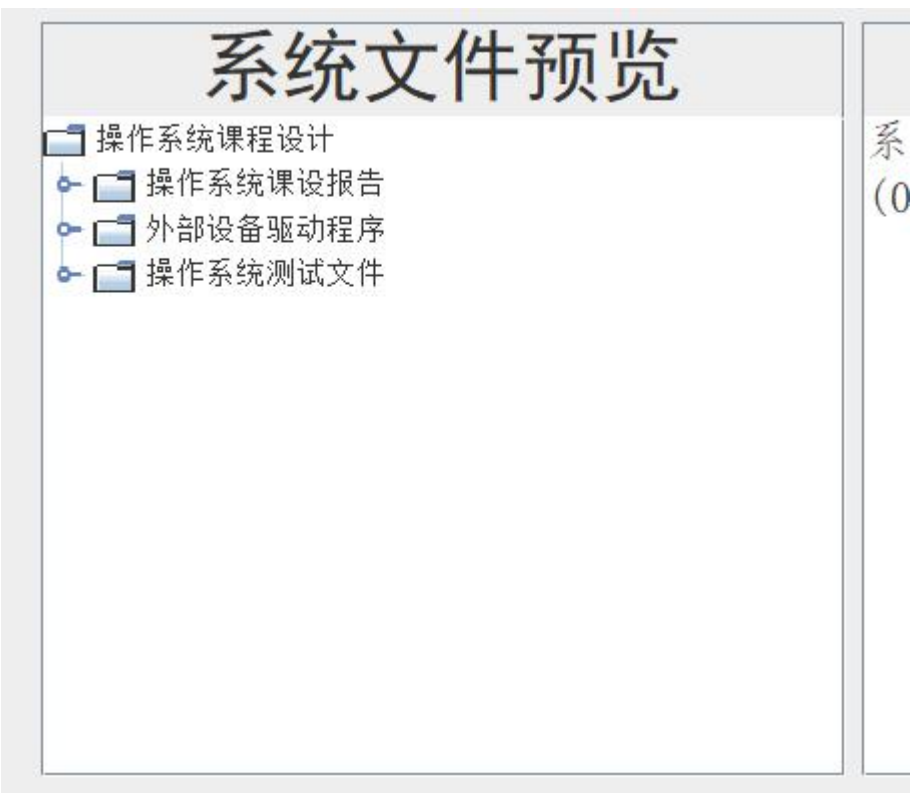 系统文件预览
操作系统课程设计
操作系统课设报告
外部设备驱动程序
操作系统测试文件
系
(0